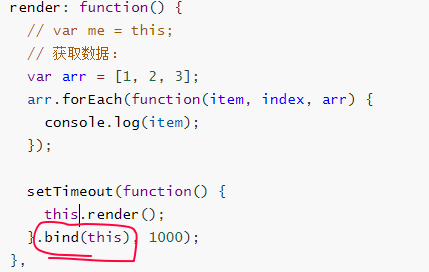 render: function() {
// var me = this;
// 获取数据:
var arr = [1, 2, 3];
arr.forEach(function(item, index, arr) {
console.log(item);
});
setTimeout(function() {
this.render();
}.bind(this), 1000);
},